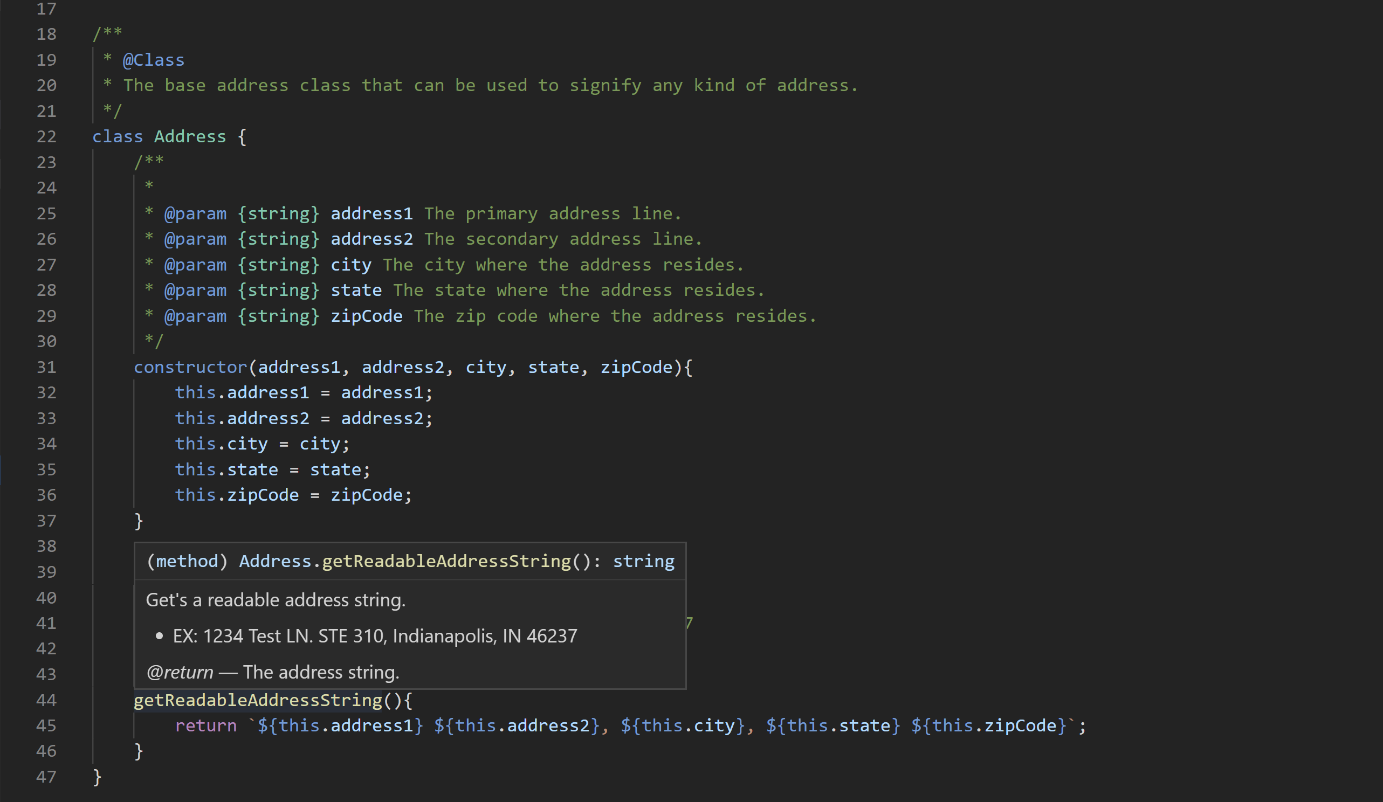 17
18 /**
19 * @Class
20 * The base address class that can be used to signify any kind of address.
21 */
22 class Address {
23 /**
24 *
25 * @param {string} address1 The primary address line.
26 * @param {string} address2 The secondary address line.
27 * @param {string} city The city where the address resides.
28 * @param {string} state The state where the address resides.
29 * @param {string} zipCode The zip code where the address resides.
30 */
31 constructor(address1, address2, city, state, zipCode){
32 this.address1 = address1;
33 this.address2 = address2;
34 this.city = city;
35 this.state = state;
36 this.zipCode = zipCode;
37 }
38
(method) Address.getReadableAddressString(): string
39
40
Get's a readable address string.
41 7
• EX: 1234 Test LN. STE 310, Indianapolis, IN 46237
42
43
@return — The address string.
44 getReadableAddressString(){
45 return `${this.address1} ${this.address2}, ${this.city}, ${this.state} ${this.zipCode}`;
46 }
47 }